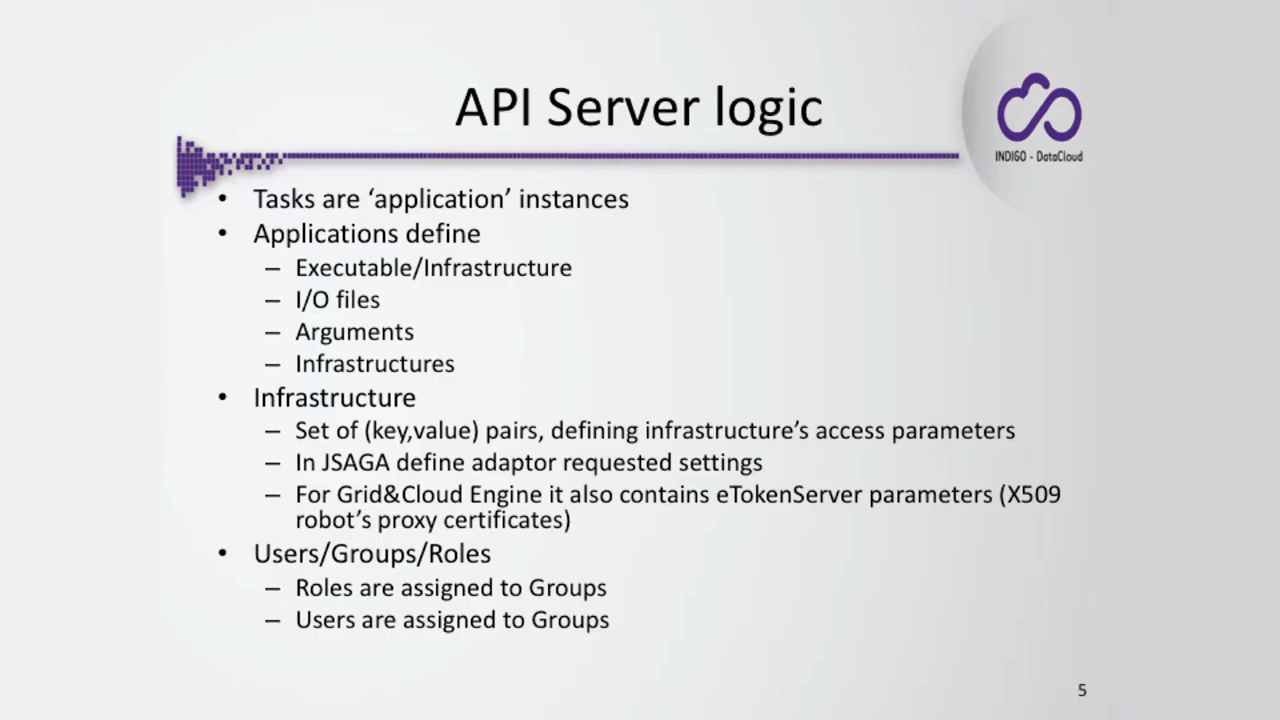 API Server logic
INDIGO - DataCloud
• Tasks are ‘application’ instances
• Applications define
– Executable/Infrastructure
– I/O files
– Arguments
– Infrastructures
• Infrastructure
– Set of (key,value) pairs, defining infrastructure’s access parameters
– In JSAGA define adaptor requested settings
– For Grid&Cloud Engine it also contains eTokenServer parameters (X509
robot’s proxy certificates)
• Users/Groups/Roles
– Roles are assigned to Groups
– Users are assigned to Groups
5